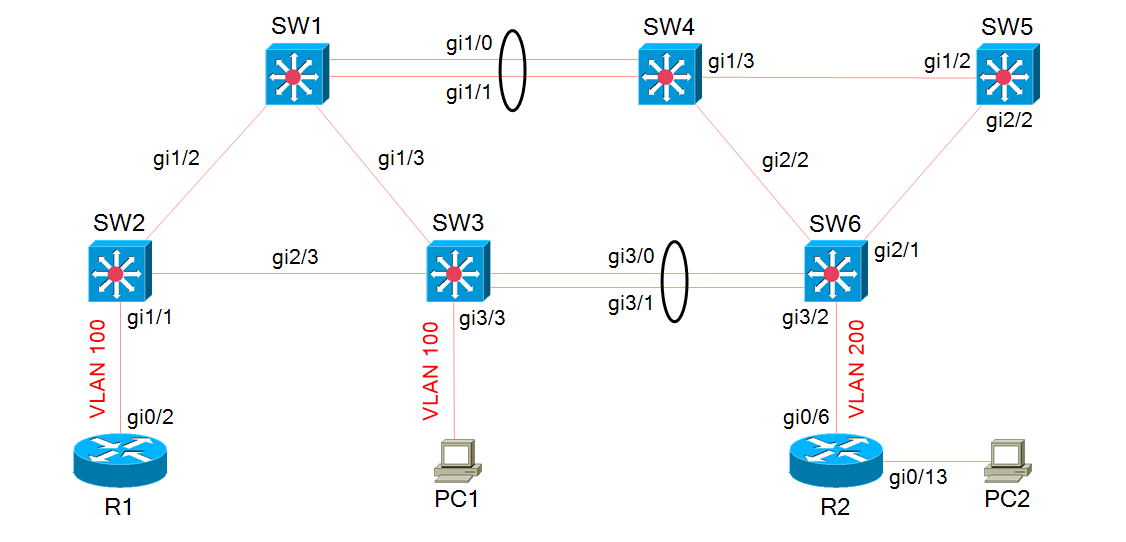 SW1
SW4
SW5
gi1/0
gi1/1
gi1/3
gi1/2
gi2/2
gi1/2
gi1/3
gi2/2
SW2
SW3
SW6
gi2/3
gi3/0
gi3/1
gi2/1
gi1/1
gi3/3
gi3/2
VLAN 100
VLAN 100
VLAN 200
gi0/2
gi0/6
gi0/13
R1
PC1
R2
PC2